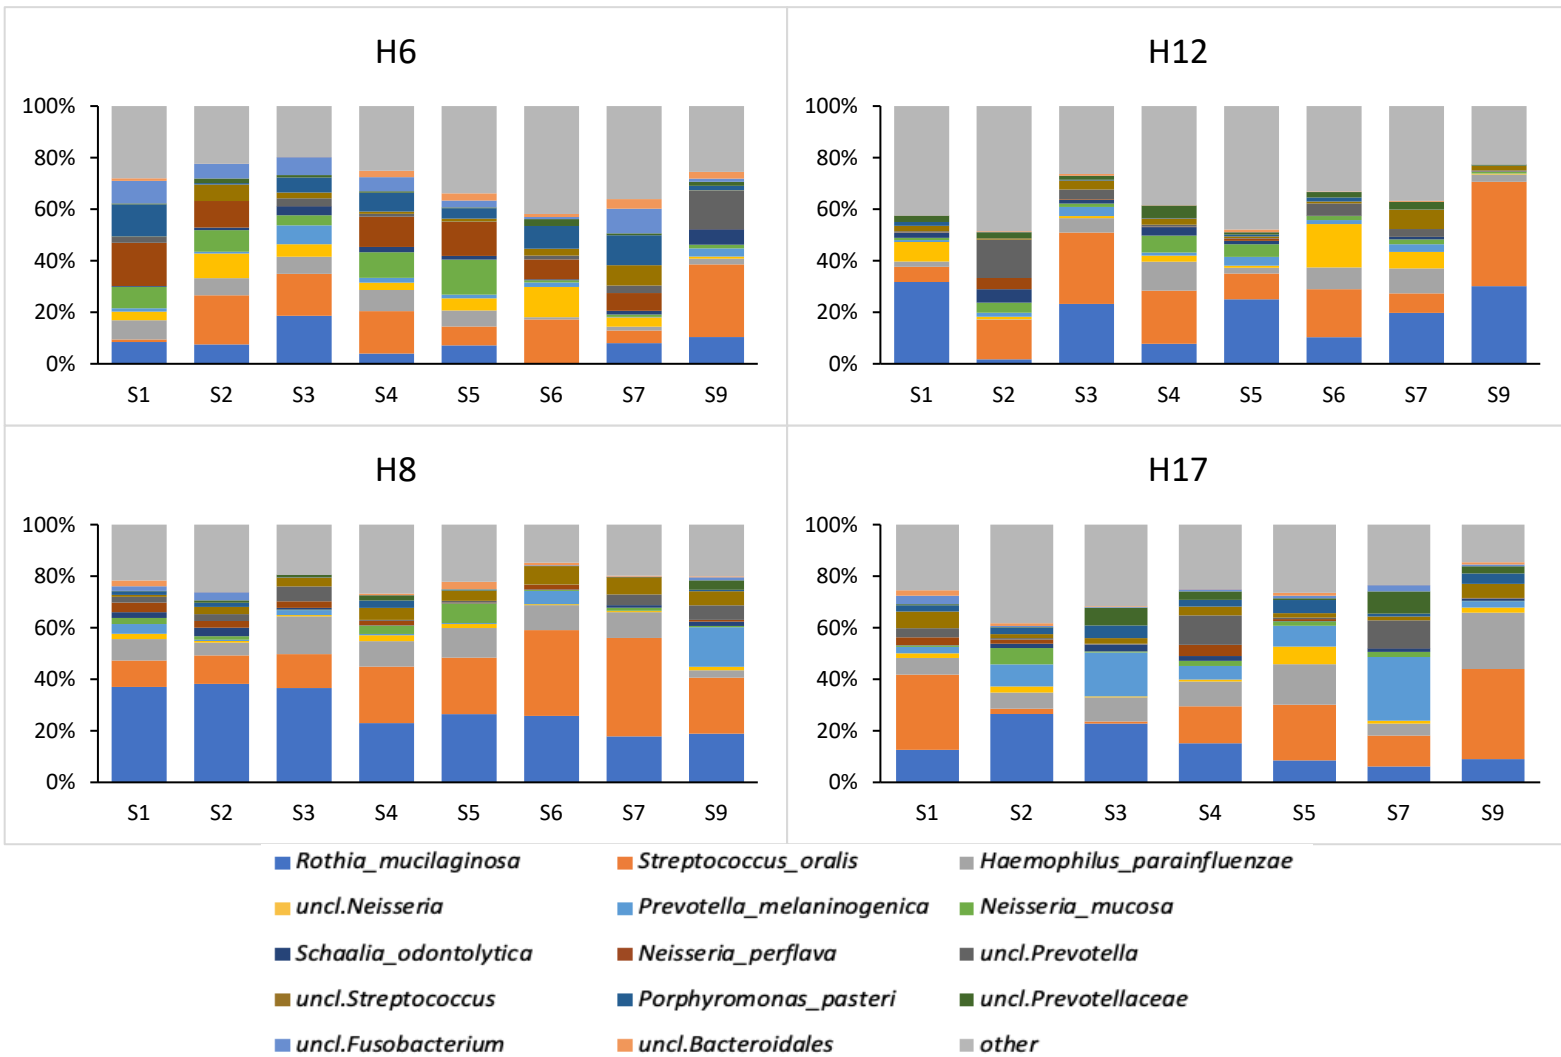 H6
100%
80%
60%
40%
20%
0%
S1 S2 S3 S4 S5 S6 S7 S9
H12
100%
80%
60%
40%
20%
0%
S1 S2 S3 S4 S5 S6 S7 S9
H8
100%
80%
60%
40%
20%
0%
S1 S2 S3 S4 S5 S6 S7 S9
H17
100%
80%
60%
40%
20%
0%
S1 S2 S3 S4 S5 S7 S9
Rothia_mucilaginosa Streptococcus_oralis Haemophilus_parainfluenzae
uncl.Neisseria Prevotella_melaninogenica Neisseria_mucosa
Schaalia_odontolytica Neisseria_perflava uncl.Prevotella
uncl.Streptococcus Porphyromonas_pasteri uncl.Prevotellaceae
uncl.Fusobacterium uncl.Bacteroidales other